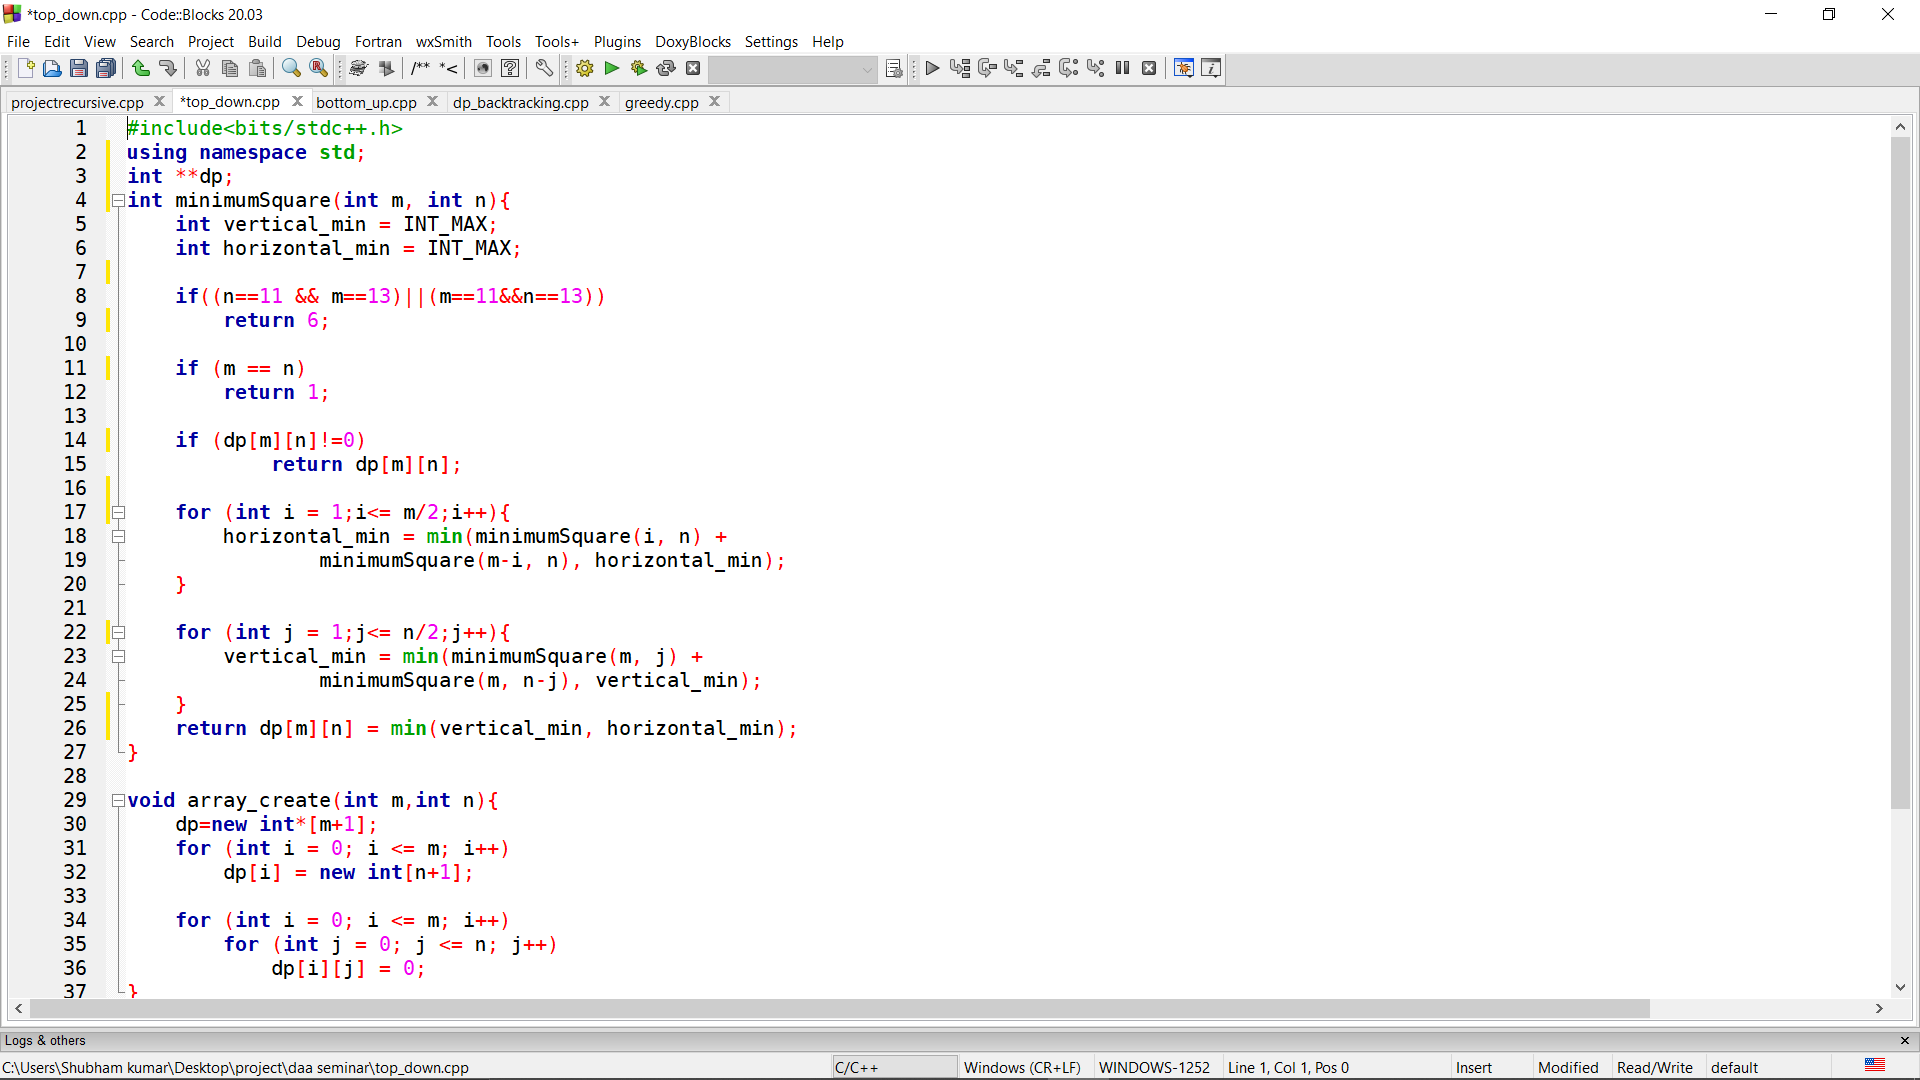 *top_down.cpp - Code::Blocks 20.03
File Edit View Search Project Build Debug Fortran wxSmith Tools Tools+ Plugins DoxyBlocks Settings Help
/** *<
projectrecursive.cpp *top_down.cpp bottom_up.cpp dp_backtracking.cpp greedy.cpp
1 #include<bits/stdc++.h>
2 using namespace std;
3 int **dp;
4 int minimumSquare(int m, int n){
5     int vertical_min = INT_MAX;
6     int horizontal_min = INT_MAX;
7
8     if((n==11 && m==13)||(m==11&&n==13))
9         return 6;
10
11     if (m == n)
12         return 1;
13
14     if (dp[m][n]!=0)
15             return dp[m][n];
16
17     for (int i = 1;i<= m/2;i++){
18         horizontal_min = min(minimumSquare(i, n) +
19                 minimumSquare(m-i, n), horizontal_min);
20     }
21
22     for (int j = 1;j<= n/2;j++){
23         vertical_min = min(minimumSquare(m, j) +
24                 minimumSquare(m, n-j), vertical_min);
25     }
26     return dp[m][n] = min(vertical_min, horizontal_min);
27 }
28
29 void array_create(int m,int n){
30     dp=new int*[m+1];
31     for (int i = 0; i <= m; i++)
32         dp[i] = new int[n+1];
33
34     for (int i = 0; i <= m; i++)
35         for (int j = 0; j <= n; j++)
36             dp[i][j] = 0;
37 }
Logs & others
C:\Users\Shubham kumar\Desktop\project\daa seminar\top_down.cpp C/C++ Windows (CR+LF) WINDOWS-1252 Line 1, Col 1, Pos 0 Insert Modified Read/Write default